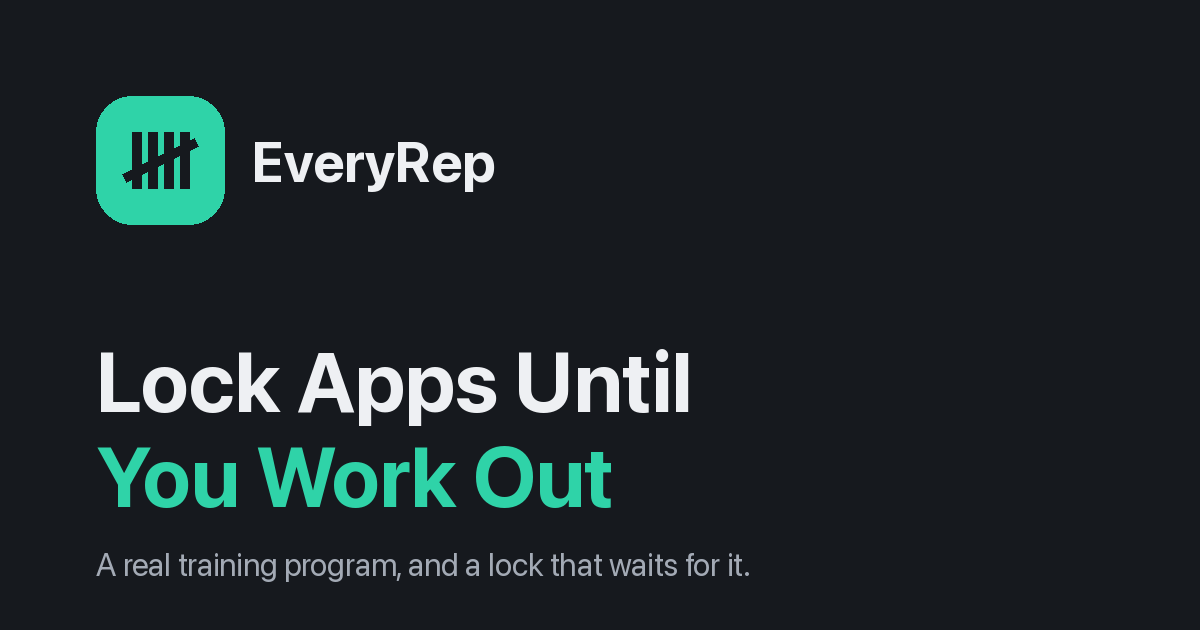 EveryRep
Lock Apps Until
You Work Out
A real training program, and a lock that waits for it.